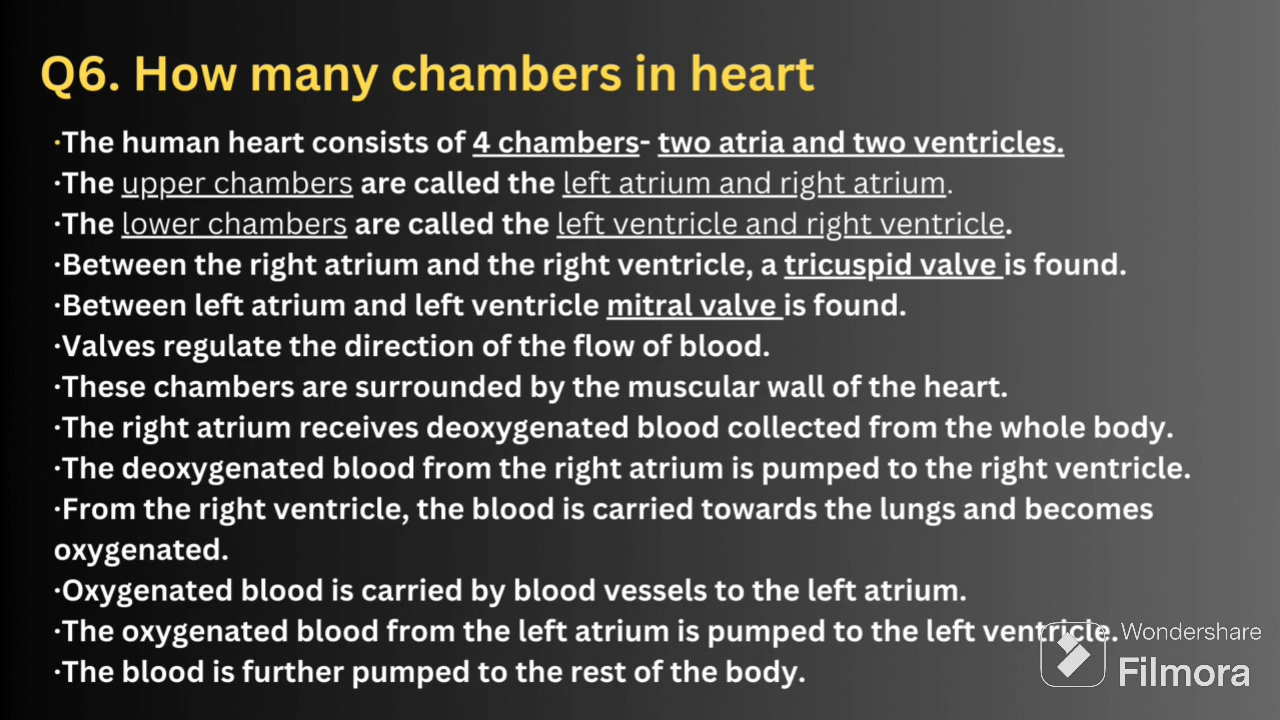 Q6. How many chambers in heart
·The human heart consists of 4 chambers- two atria and two ventricles.
·The upper chambers are called the left atrium and right atrium.
·The lower chambers are called the left ventricle and right ventricle.
·Between the right atrium and the right ventricle, a tricuspid valve is found.
·Between left atrium and left ventricle mitral valve is found.
·Valves regulate the direction of the flow of blood.
·These chambers are surrounded by the muscular wall of the heart.
·The right atrium receives deoxygenated blood collected from the whole body.
·The deoxygenated blood from the right atrium is pumped to the right ventricle.
·From the right ventricle, the blood is carried towards the lungs and becomes
oxygenated.
·Oxygenated blood is carried by blood vessels to the left atrium.
·The oxygenated blood from the left atrium is pumped to the left ventricle.
·The blood is further pumped to the rest of the body.
Wondershare
Filmora